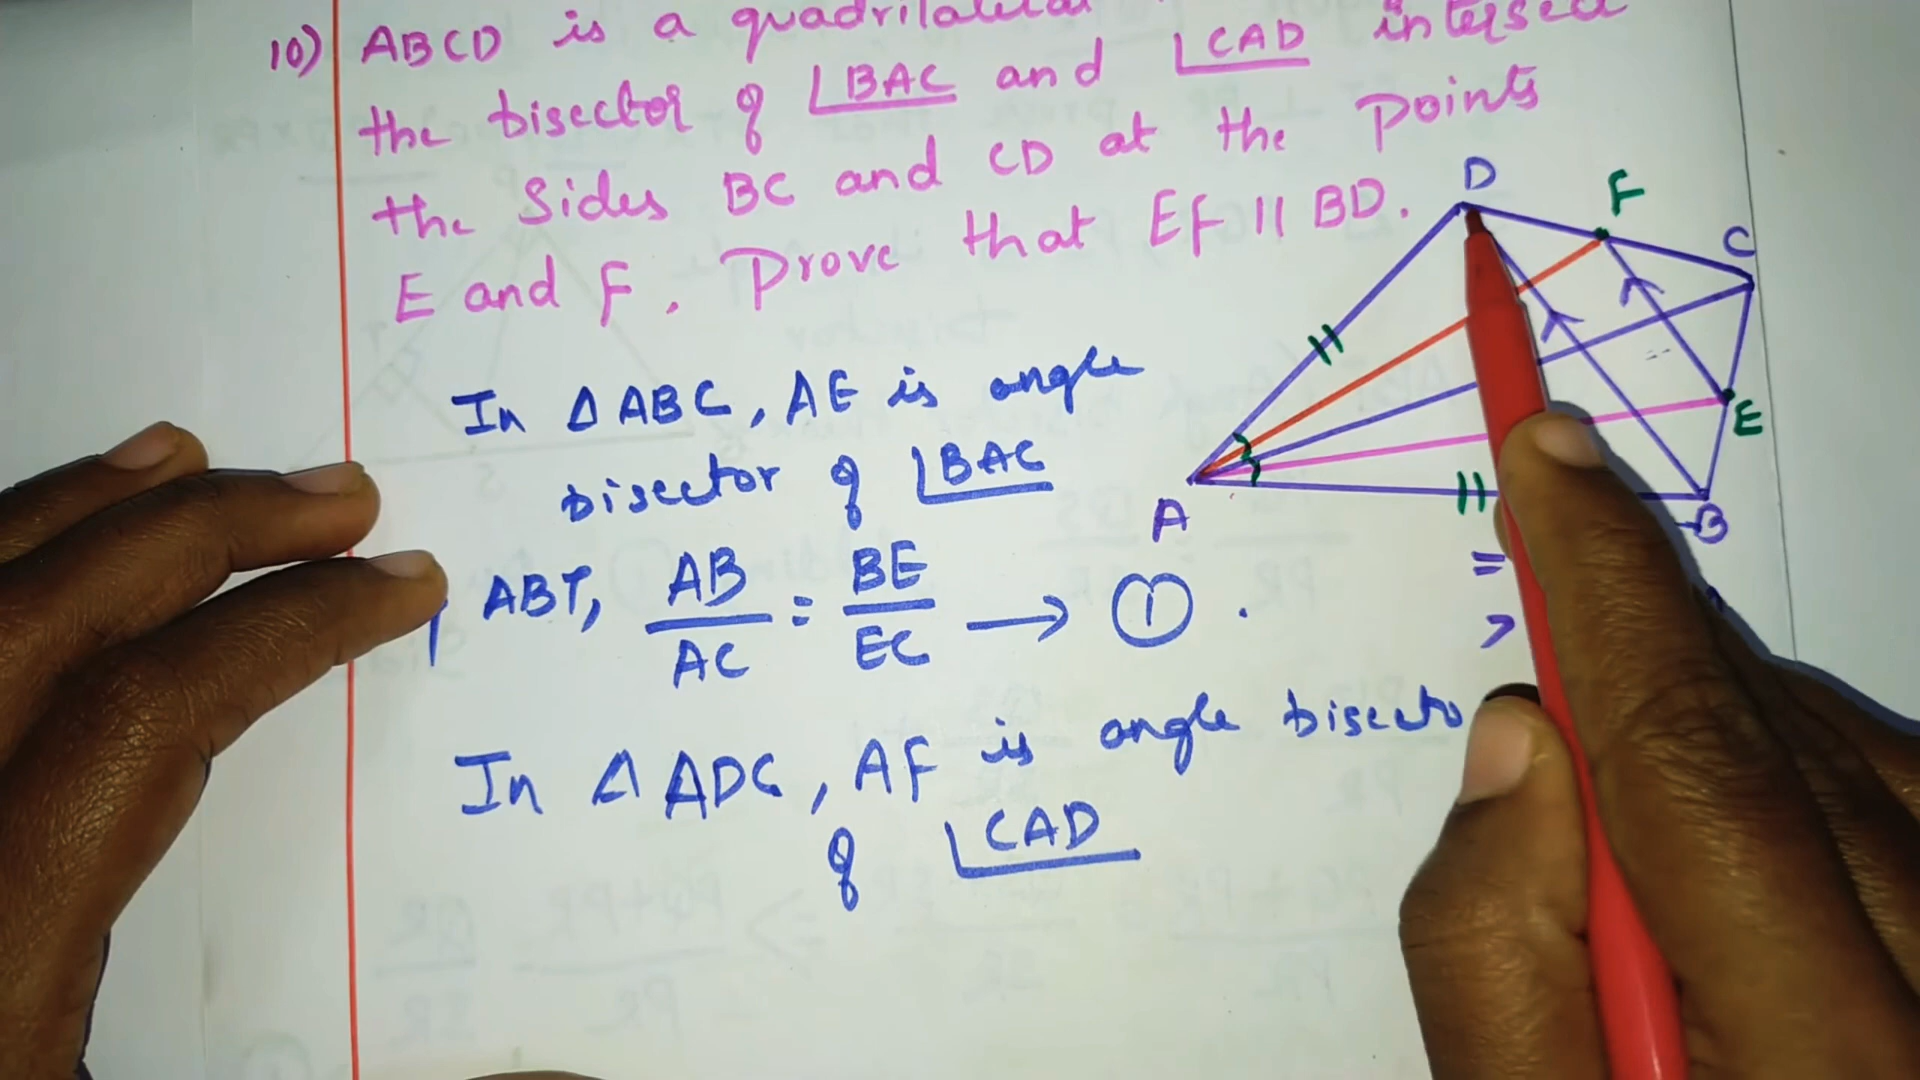 10) ABCD is a quadrilateral
the bisector of ∠BAC and ∠CAD intersect
the Sides BC and CD at the Points
E and F. Prove that EF || BD.
D F C
E
A B
In Δ ABC, AE is angle
bisector of ∠BAC
ABT, AB/AC = BE/EC → ①.
In Δ ADC, AF is angle bisecto
of ∠CAD